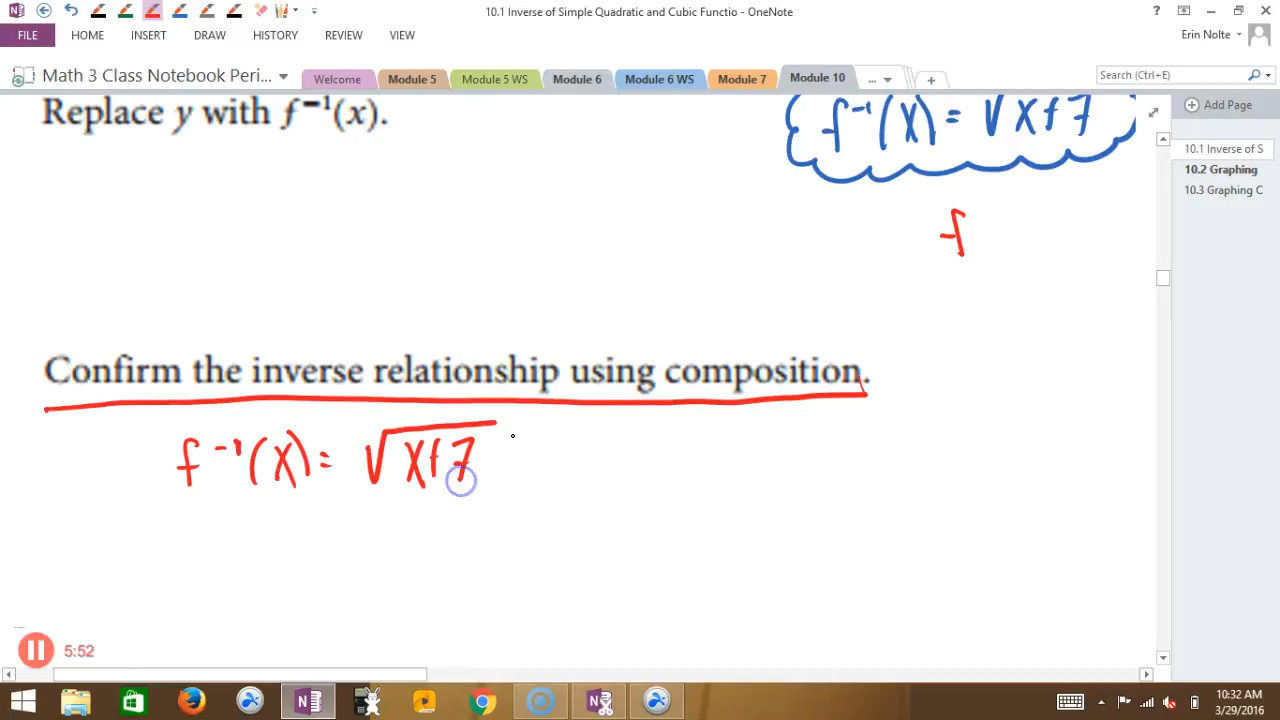 10.1 Inverse of Simple Quadratic and Cubic Functio - OneNote
FILE HOME INSERT DRAW HISTORY REVIEW VIEW Erin Nolte
Math 3 Class Notebook Peri... Welcome Module 5 Module 5 WS Module 6 Module 6 WS Module 7 Module 10 ... Search (Ctrl+E)
Add Page
10.1 Inverse of S
10.2 Graphing
10.3 Graphing C
Replace y with f⁻¹(x).
f⁻¹(x) = √x+7
f
Confirm the inverse relationship using composition.
f⁻¹(x) = √x+7
5:52
10:32 AM
3/29/2016